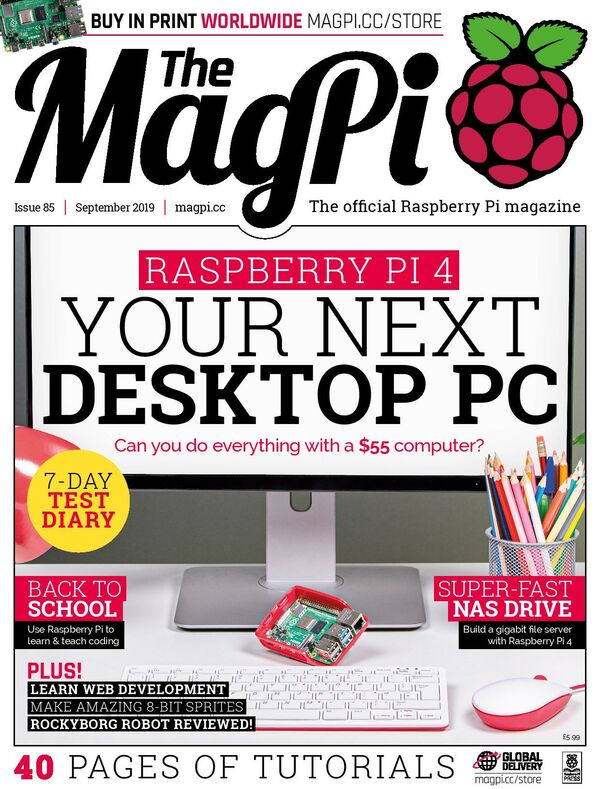 BUY IN PRINT WORLDWIDE MAGPI.CC/STORE
The
MagPi
Issue 85 | September 2019 | magpi.cc
The official Raspberry Pi magazine
RASPBERRY PI 4
YOUR NEXT
DESKTOP PC
Can you do everything with a $55 computer?
7-DAY
TEST
DIARY
BACK TO
SCHOOL
Use Raspberry Pi to
learn & teach coding
SUPER-FAST
NAS DRIVE
Build a gigabit file server
with Raspberry Pi 4
PLUS!
LEARN WEB DEVELOPMENT
MAKE AMAZING 8-BIT SPRITES
ROCKYBORG ROBOT REVIEWED!
£5.99
40 PAGES OF TUTORIALS
GLOBAL
DELIVERY
magpi.cc/store